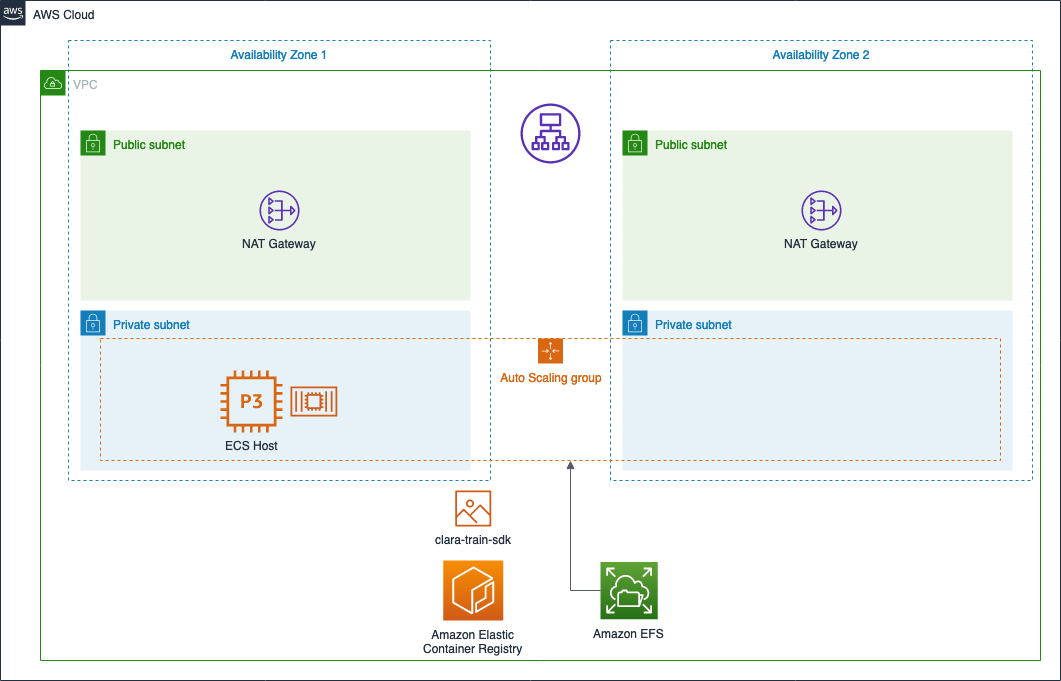 aws
AWS Cloud
Availability Zone 1
Availability Zone 2
VPC
Public subnet
Public subnet
NAT Gateway
NAT Gateway
Private subnet
Private subnet
Auto Scaling group
P3
ECS Host
clara-train-sdk
Amazon Elastic
Container Registry
Amazon EFS